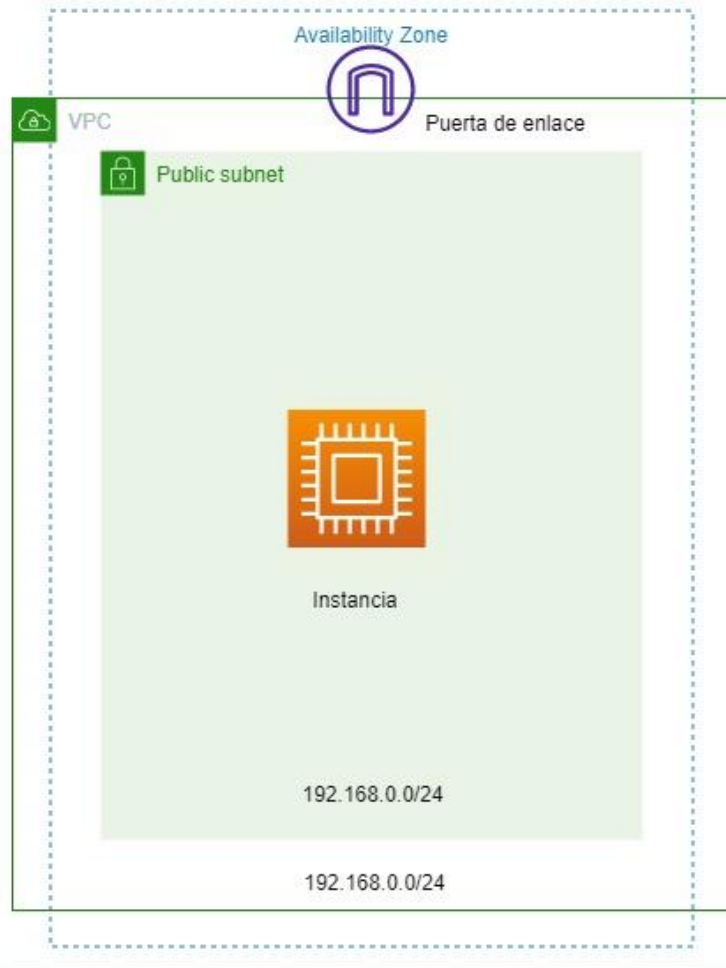 Availability Zone
VPC
Puerta de enlace
Public subnet
Instancia
192.168.0.0/24
192.168.0.0/24